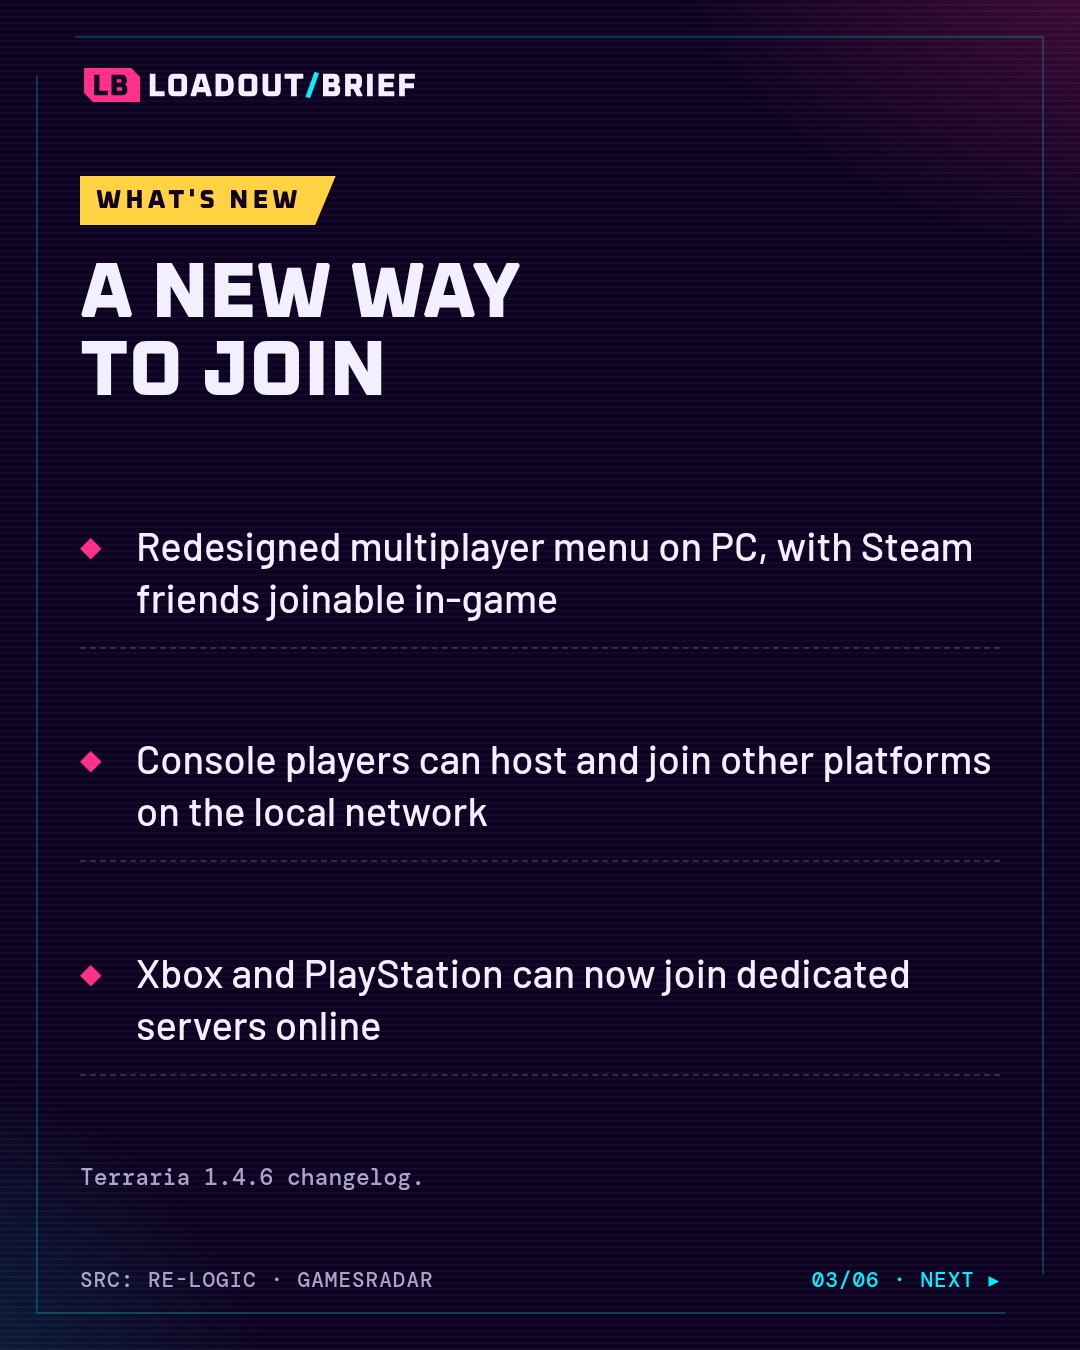 LB LOADOUT/BRIEF
WHAT'S NEW
A NEW WAY
TO JOIN
Redesigned multiplayer menu on PC, with Steam
friends joinable in-game
Console players can host and join other platforms
on the local network
Xbox and PlayStation can now join dedicated
servers online
Terraria 1.4.6 changelog.
SRC: RE-LOGIC · GAMESRADAR
03/06 · NEXT ▶